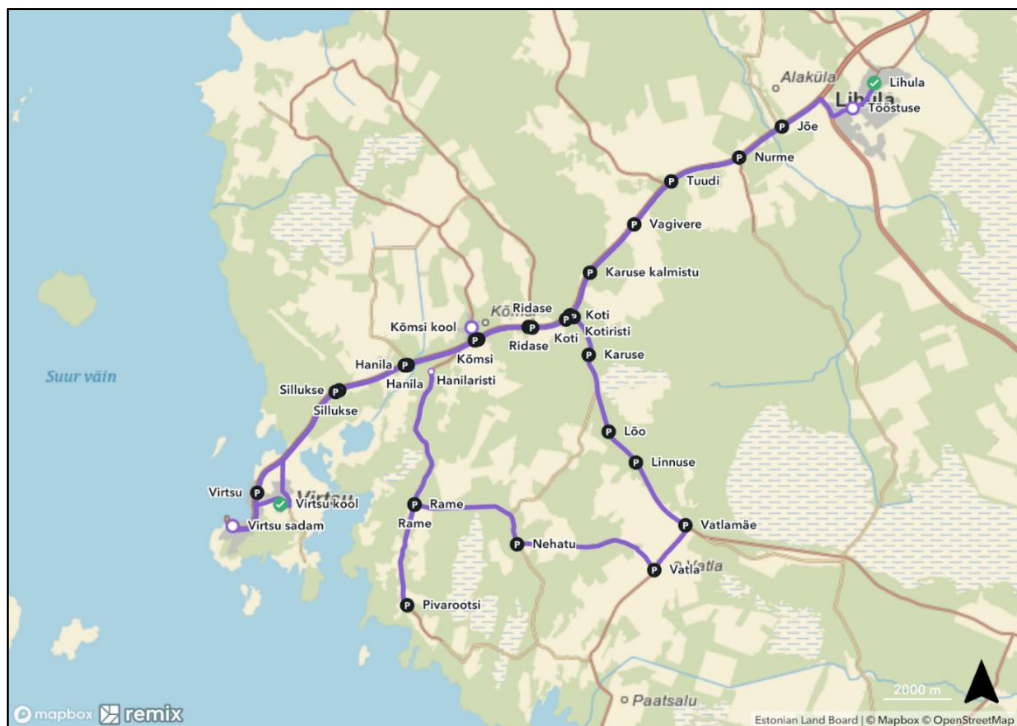 Alaküla
Lihula
Lihula
Tööstuse
Jõe
Nurme
Tuudi
Vagivere
Karuse kalmistu
Ridase
Koti
Kõmsi kool
Koti
Kotiristi
Ridase
Kõmsi
Karuse
Hanila
Hanila
Hanilaristi
Suur väin
Sillukse
Sillukse
Lõo
Linnuse
Virtsu
Virtsu kool
Rame
Rame
Virtsu sadam
Vatlamäe
Nehatu
Vatla
Vatla
Pivarootsi
2000 m
Paatsalu
mapbox remix
Estonian Land Board | © Mapbox © OpenStreetMap